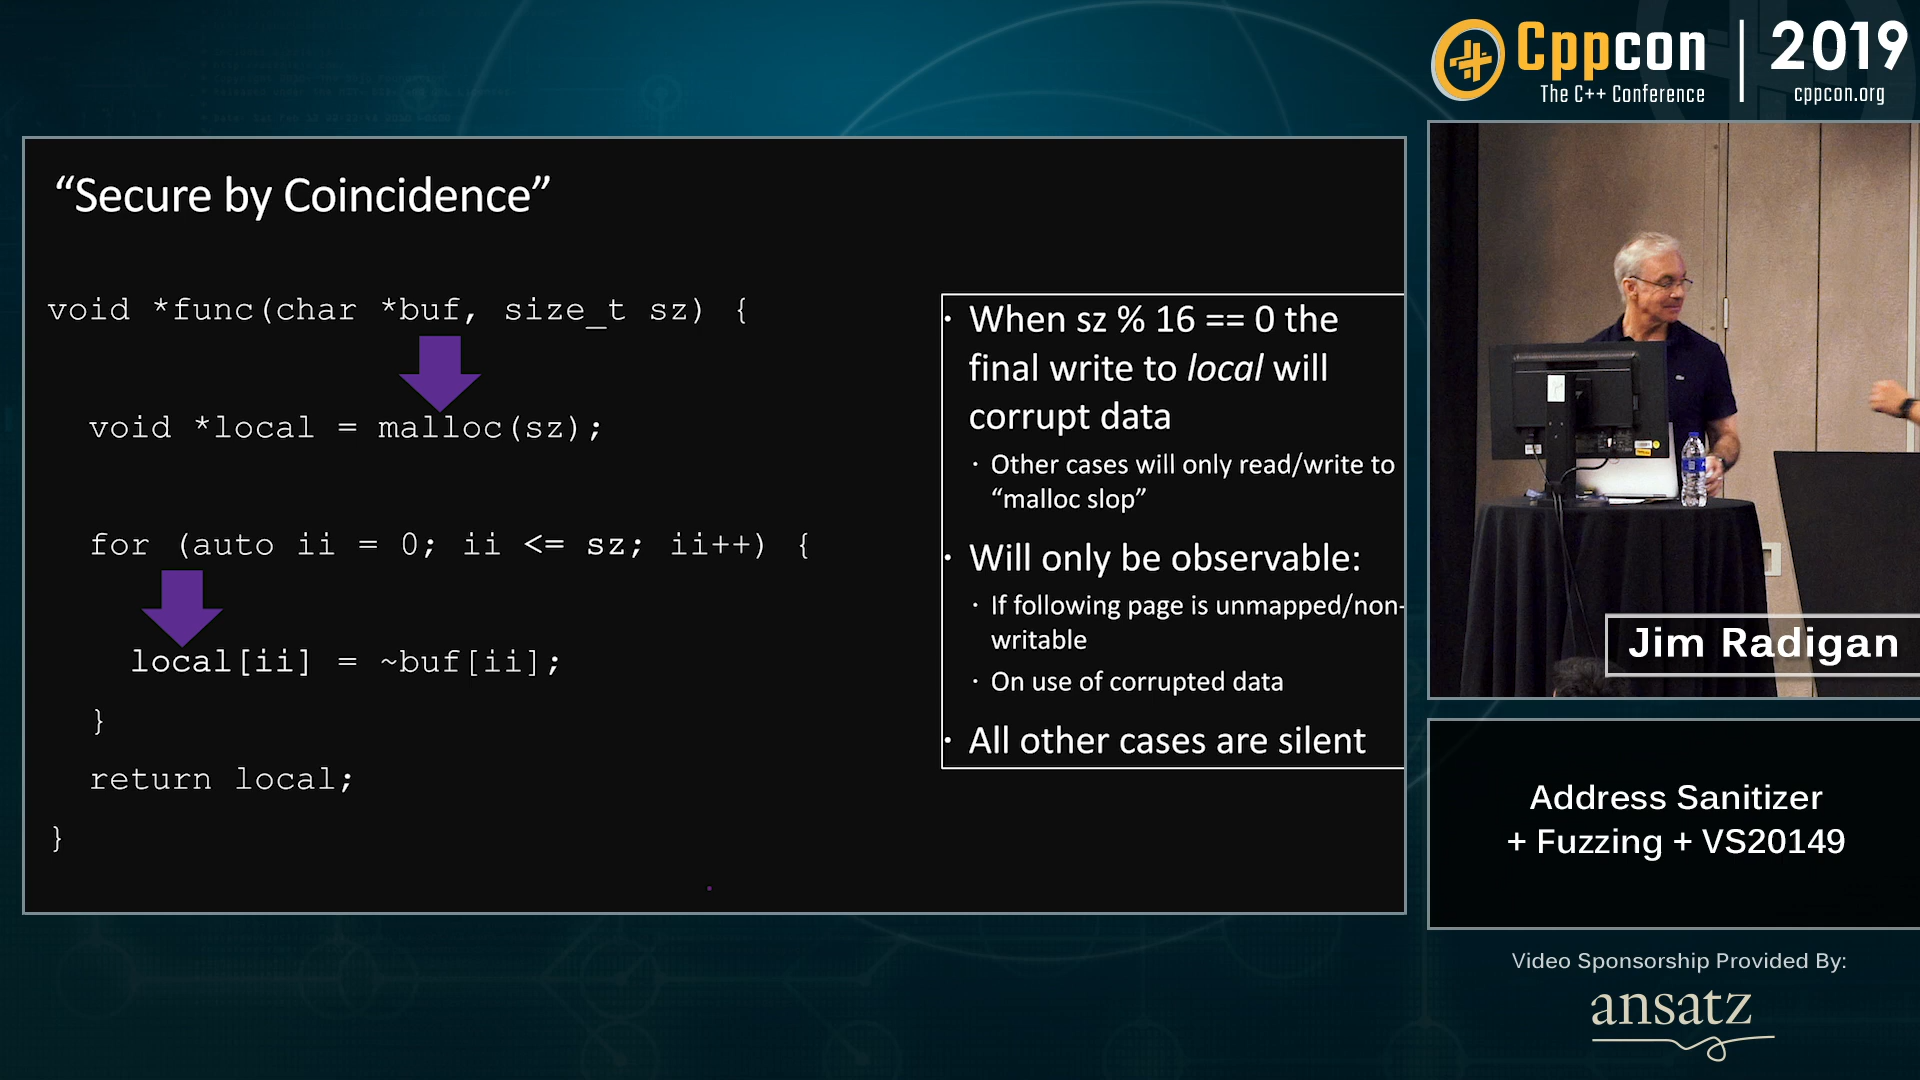 Cppcon
The C++ Conference
2019
cppcon.org
“Secure by Coincidence”
void *func(char *buf, size_t sz) {
void *local = malloc(sz);
for (auto ii = 0; ii <= sz; ii++) {
local[ii] = ~buf[ii];
}
return local;
}
· When sz % 16 == 0 the
final write to local will
corrupt data
· Other cases will only read/write to
“malloc slop”
· Will only be observable:
· If following page is unmapped/non-
writable
· On use of corrupted data
· All other cases are silent
Jim Radigan
Address Sanitizer
+ Fuzzing + VS20149
Video Sponsorship Provided By:
ansatz